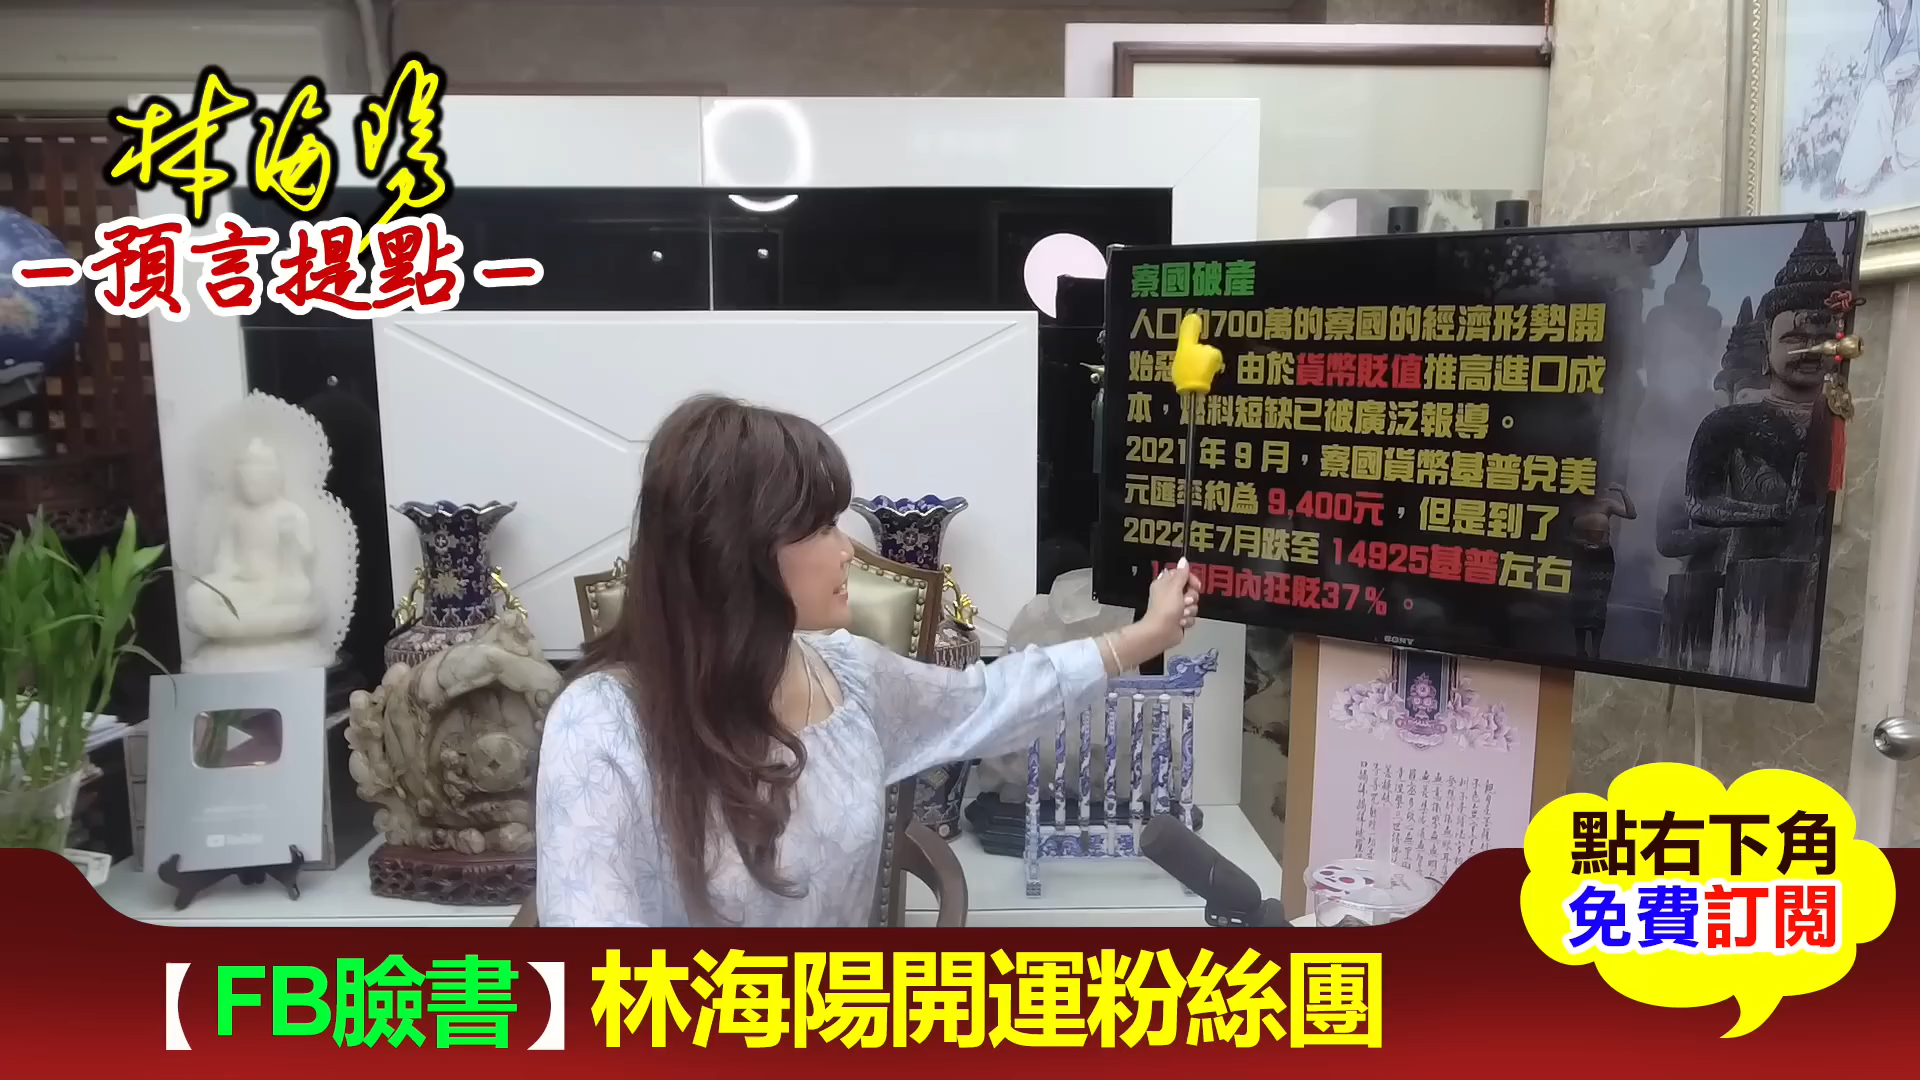 林海陽
－預言提點－
寮國破產
人口約700萬的寮國的經濟形勢開
始惡 ，由於貨幣貶值推高進口成
本，燃料短缺已被廣泛報導。
2021年9月，寮國貨幣基普兌美
元匯率約為 9,400元，但是到了
2022年7月跌至 14925基普左右
， 個月內狂貶37%。
SONY
YouTube
點右下角
免費訂閱
【FB臉書】林海陽開運粉絲團